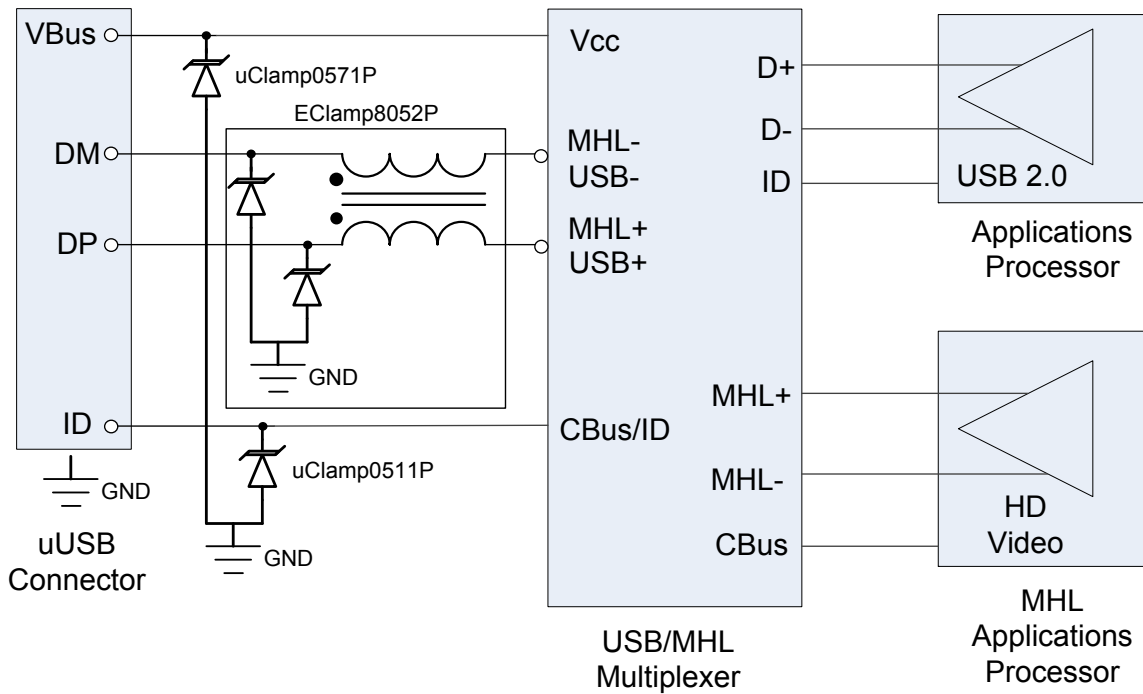 VBus
uClamp0571P
EClamp8052P
DM
DP
GND
ID
uClamp0511P
GND
GND
uUSB
Connector
Vcc
MHL-
USB-
MHL+
USB+
CBus/ID
D+
D-
ID
MHL+
MHL-
CBus
USB/MHL
Multiplexer
USB 2.0
Applications
Processor
HD
Video
MHL
Applications
Processor